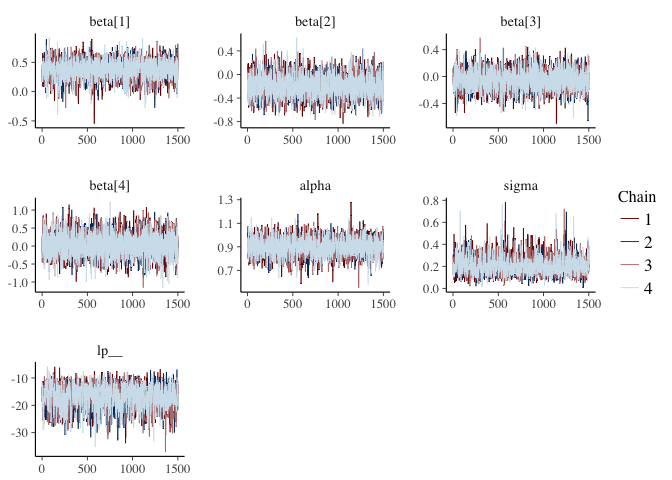 beta[1] beta[2] beta[3]
0.5 0.4 0.4
0.0 0.0 0.0
-0.5 -0.4 -0.4
-0.8
0 500 1000 1500 0 500 1000 1500 0 500 1000 1500
beta[4] alpha sigma
1.0 1.3 0.8
0.5 1.1 0.6
0.0 0.9 0.4
-0.5 0.7 0.2
-1.0 0.0
0 500 1000 1500 0 500 1000 1500 0 500 1000 1500
Chain
1
2
3
4
lp__
-10
-20
-30
0 500 1000 1500